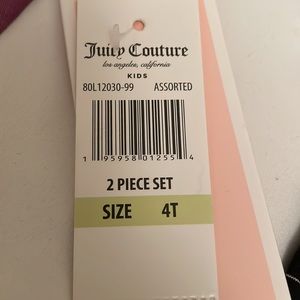 Juicy Couture
los angeles, california
KIDS
80L12030-99 ASSORTED
1 95958 01255 4
2 PIECE SET
SIZE 4T